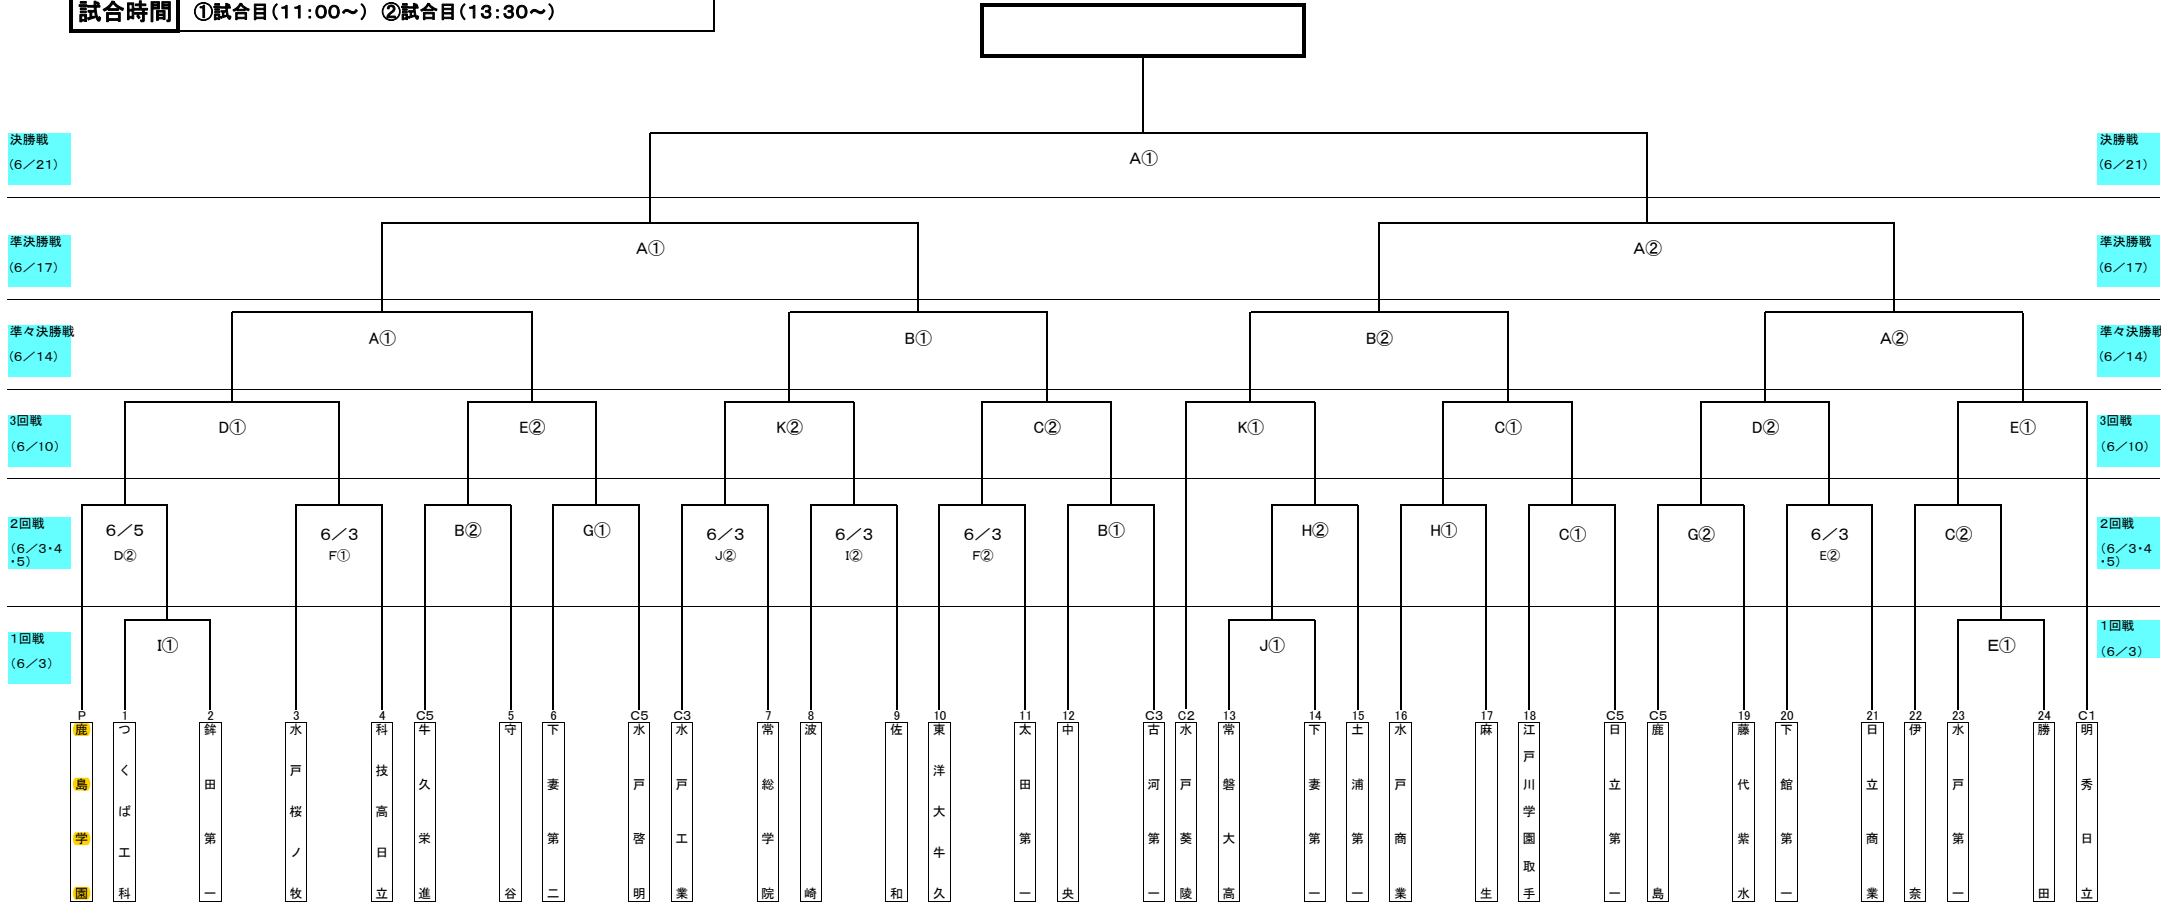 試合時間 ①試合目(11:00~) ②試合目(13:30~)
決勝戦
(6/21)
A①
決勝戦
(6/21)
準決勝戦
(6/17)
A① A②
準決勝戦
(6/17)
準々決勝戦
(6/14)
A① B① B② A②
準々決勝戦
(6/14)
3回戦
(6/10)
D① E② K② C② K① C① D② E①
3回戦
(6/10)
2回戦
(6/3・4
・5)
6/5
D②
6/3
F①
B②
G①
6/3
J②
6/3
I②
6/3
F②
B①
H②
H①
C①
G②
6/3
E②
C②
2回戦
(6/3・4
・5)
1回戦
(6/3)
I① J① E①
1回戦
(6/3)
P 鹿島学園
1 つくば工科
2 鉾田第一
3 水戸桜ノ牧
4 科技高日立
C5 牛久栄進
5 守谷
6 下妻第二
C5 水戸啓明
C3 水戸工業
7 常総学院
8 波崎
9 佐和
10 東洋大牛久
11 太田第一
12 中央
C3 古河第一
C2 水戸葵陵
13 常磐大高
14 下妻第一
15 土浦第一
16 水戸商業
17 麻生
18 江戸川学園取手
C5 日立第一
C5 鹿島
19 藤代紫水
20 下館第一
21 日立商業
22 伊奈
23 水戸第一
24 勝田
C1 明秀日立